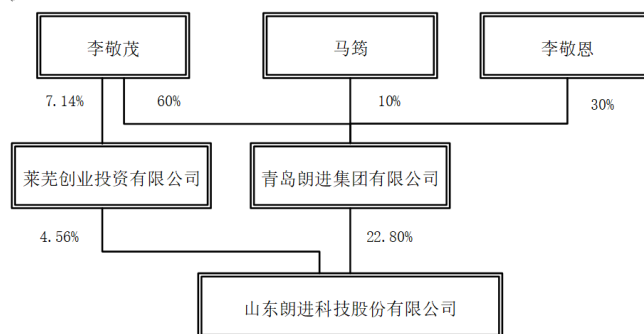 李敬茂
马筠
李敬恩
7.14%
60%
10%
30%
莱芜创业投资有限公司
青岛朗进集团有限公司
4.56%
22.80%
山东朗进科技股份有限公司